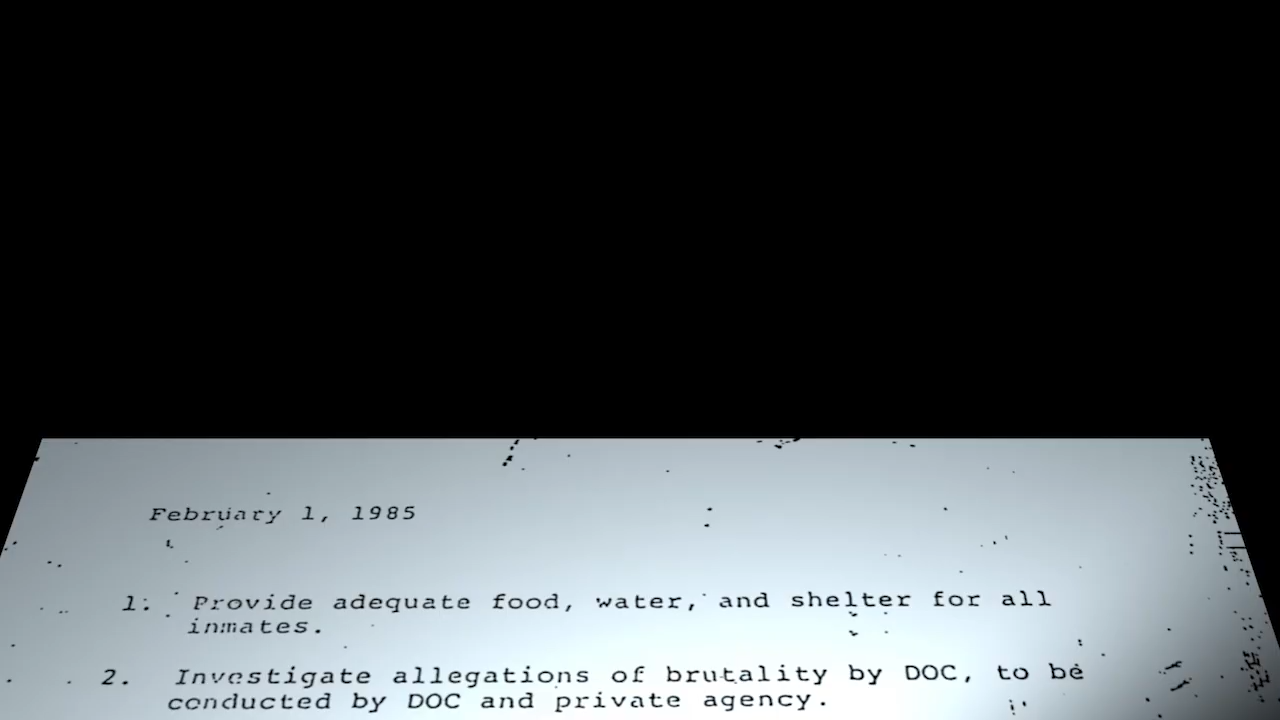 February 1, 1985
1. Provide adequate food, water, and shelter for all
inmates.
2. Investigate allegations of brutality by DOC, to be
conducted by DOC and private agency.